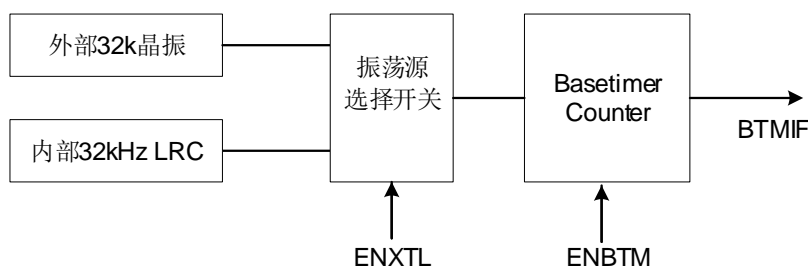 外部32k晶振
内部32kHz LRC
振荡源
选择开关
Basetimer
Counter
BTMIF
ENXTL
ENBTM